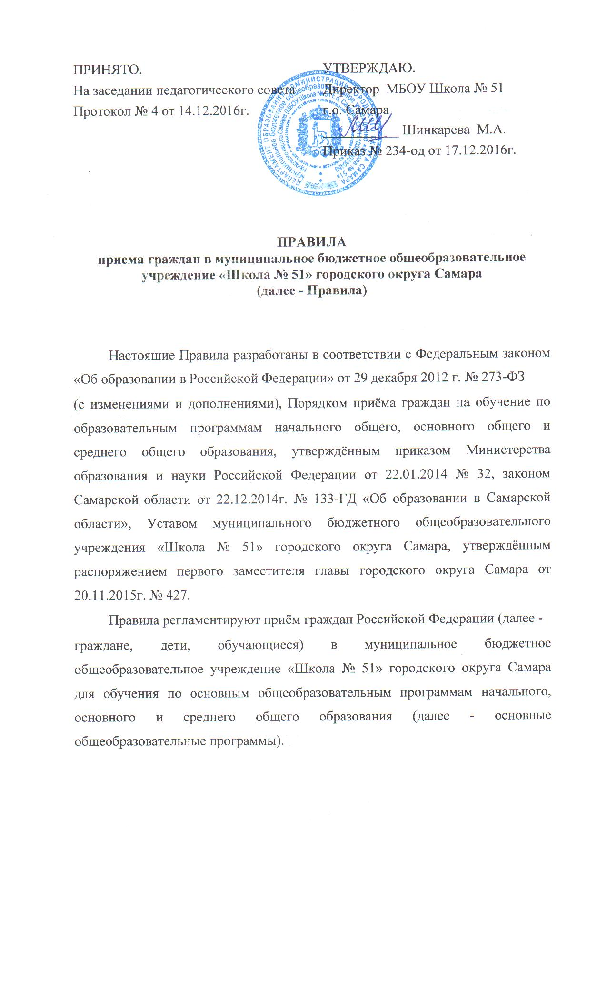 ПРИНЯТО.
На заседании педагогического совета
Протокол № 4 от 14.12.2016г.
УТВЕРЖДАЮ.
Директор МБОУ Школа № 51
г.о. Самара
Шинкарева М.А.
Приказ № 234-од от 17.12.2016г.
ПРАВИЛА
приема граждан в муниципальное бюджетное общеобразовательное
учреждение «Школа № 51» городского округа Самара
(далее - Правила)
Настоящие Правила разработаны в соответствии с Федеральным законом
«Об образовании в Российской Федерации» от 29 декабря 2012 г. № 273-ФЗ
(с изменениями и дополнениями), Порядком приёма граждан на обучение по
образовательным программам начального общего, основного общего и
среднего общего образования, утверждённым приказом Министерства
образования и науки Российской Федерации от 22.01.2014 № 32, законом
Самарской области от 22.12.2014г. № 133-ГД «Об образовании в Самарской
области», Уставом муниципального бюджетного общеобразовательного
учреждения «Школа № 51» городского округа Самара, утверждённым
распоряжением первого заместителя главы городского округа Самара от
20.11.2015г. № 427.
Правила регламентируют приём граждан Российской Федерации (далее -
граждане, дети, обучающиеся) в муниципальное бюджетное
общеобразовательное учреждение «Школа № 51» городского округа Самара
для обучения по основным общеобразовательным программам начального,
основного и среднего общего образования (далее - основные
общеобразовательные программы).